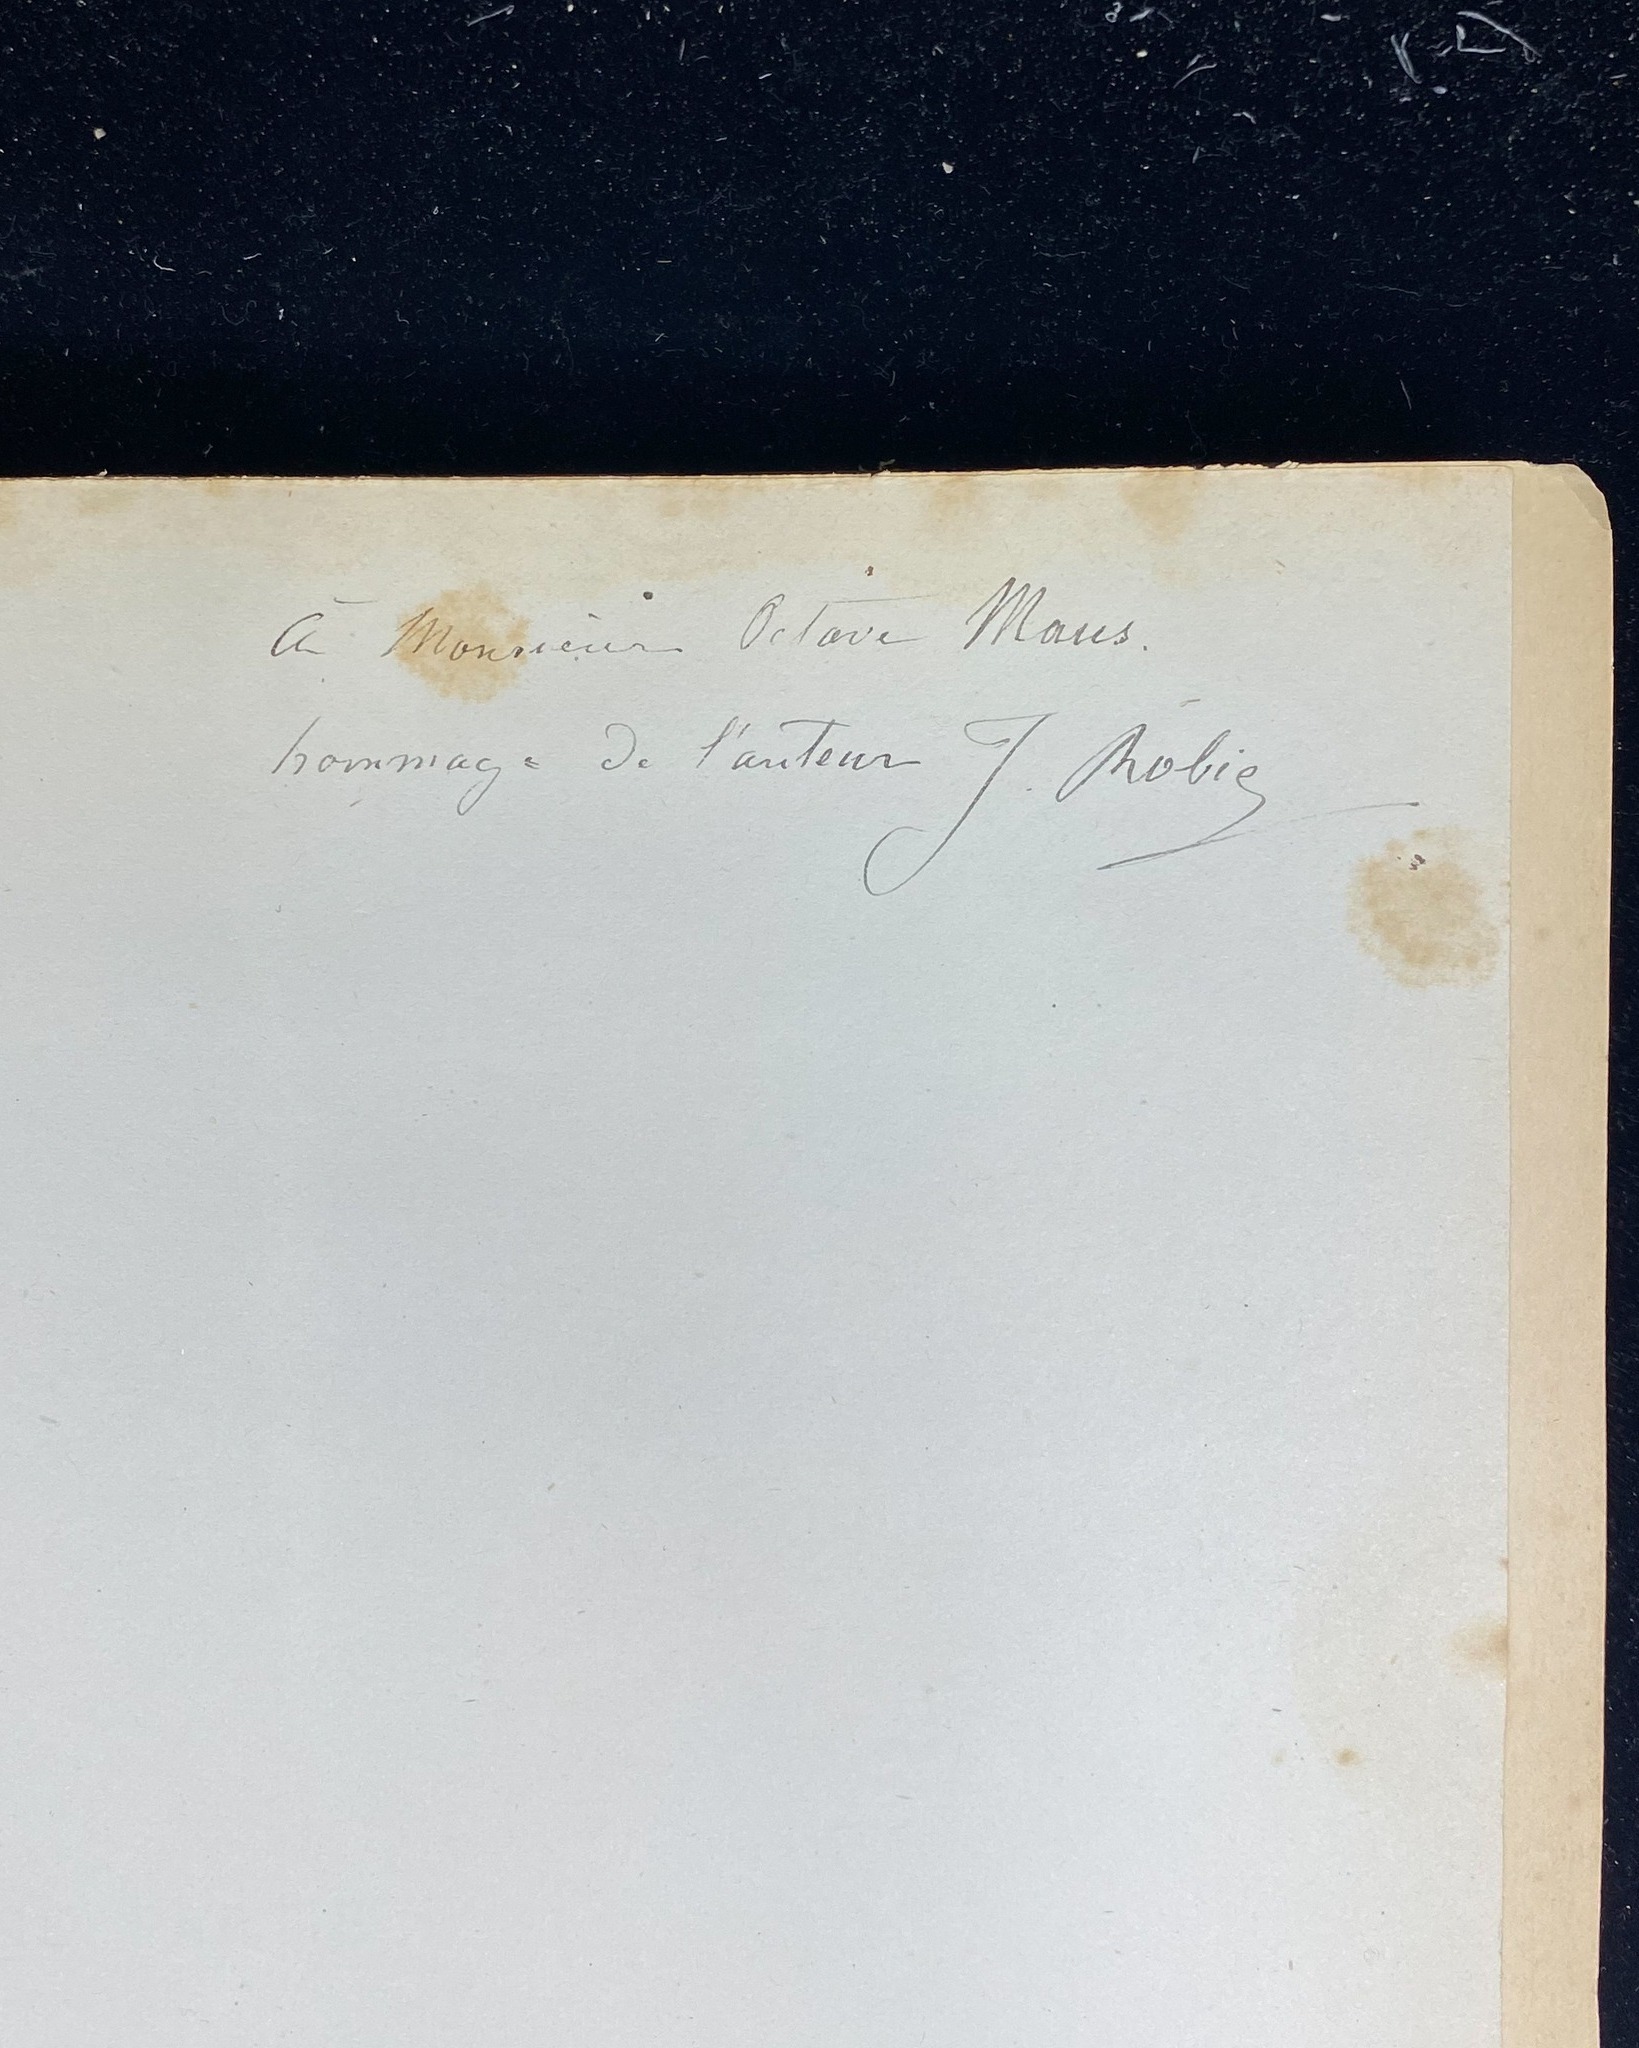 à Monsieur Octave Maus.
hommage de l'auteur J. Robie